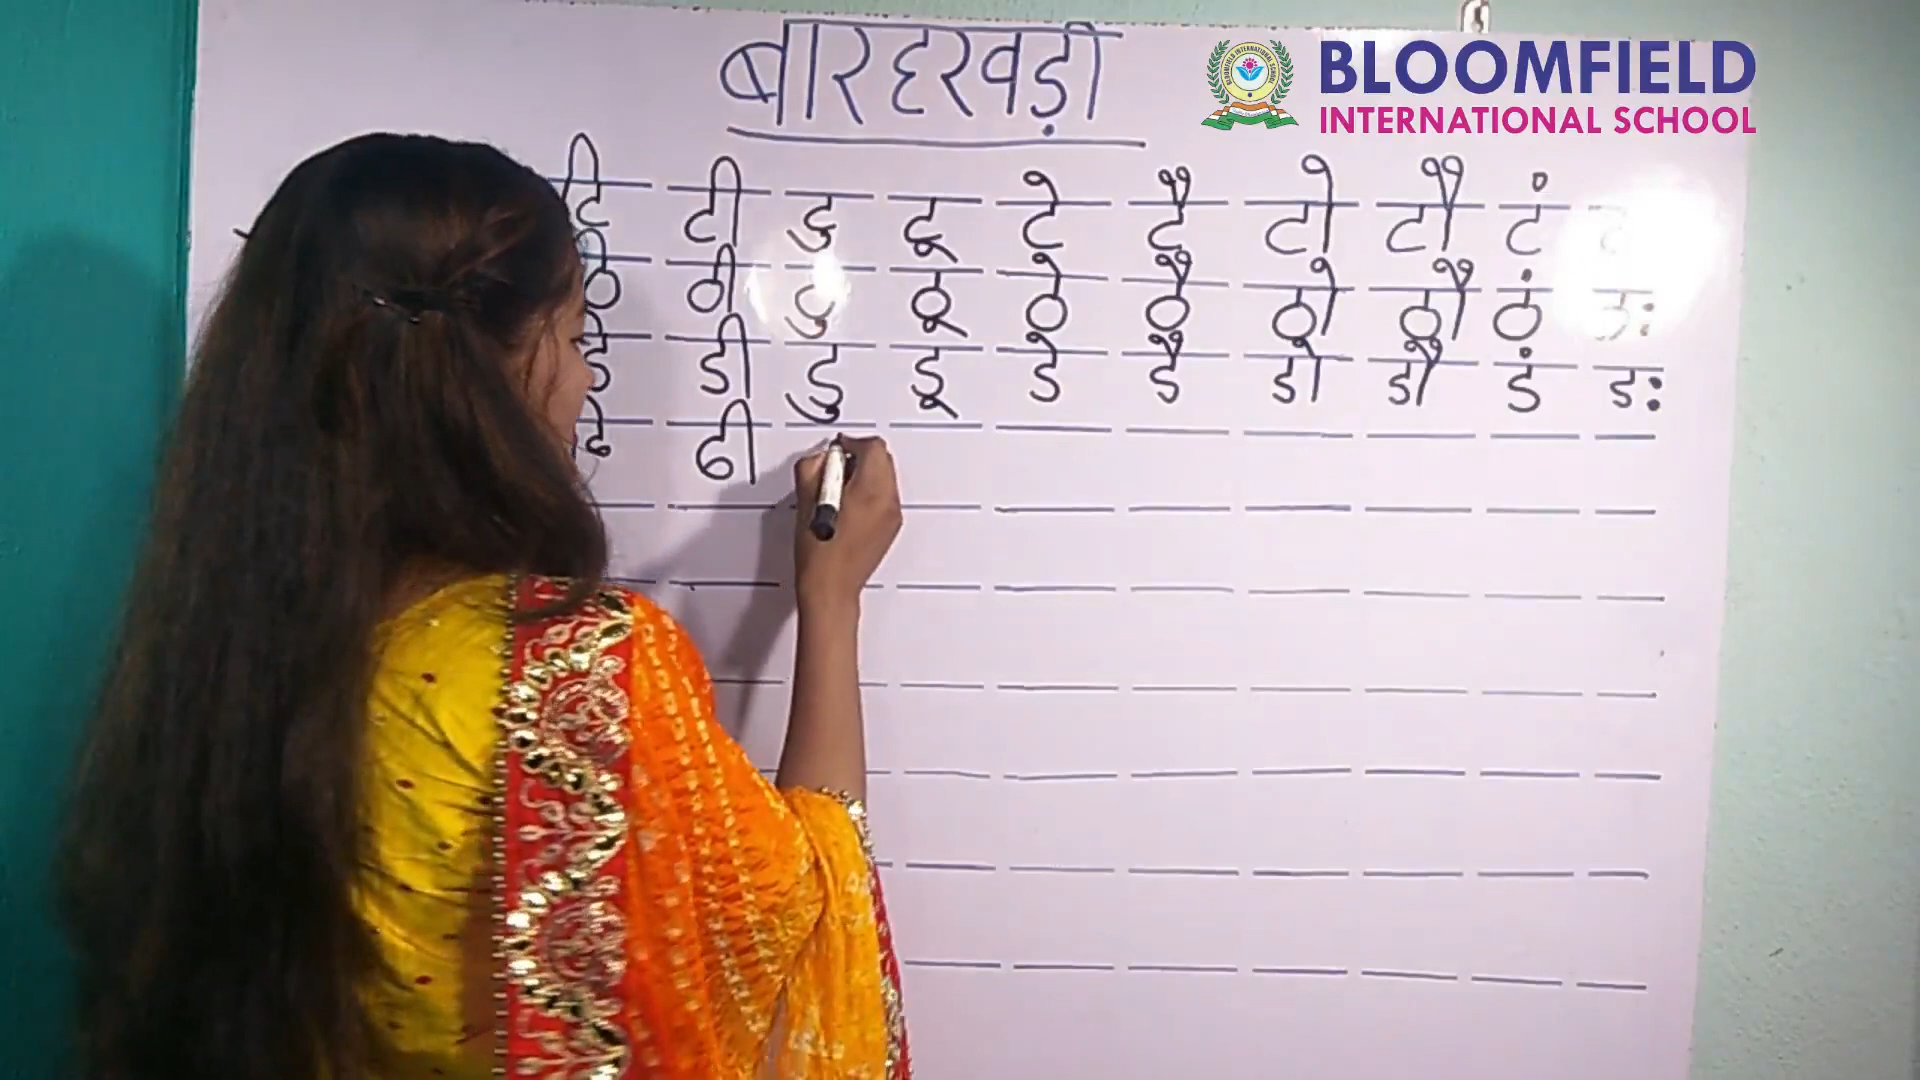 बारहखड़ी
BLOOMFIELD
INTERNATIONAL SCHOOL
टि टी टु टू टे टै टो टौ टं
ठि ठी ठु ठू ठे ठै ठो ठौ ठं ठः
डि डी डु डू डे डै डो डौ डं डः
ढि ढी